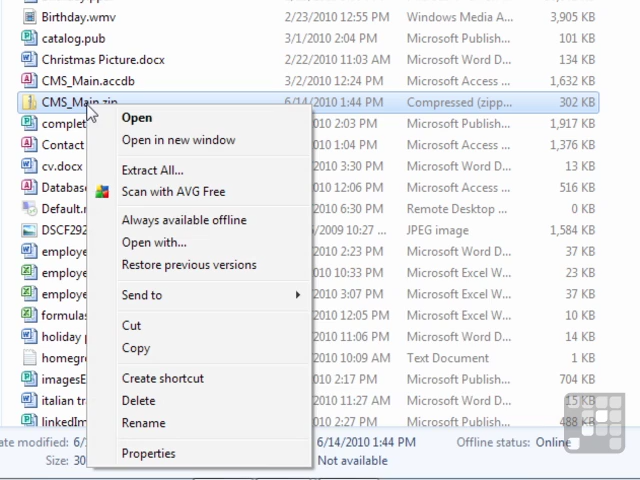 Birthday.wmv 2/23/2010 12:55 PM Windows Media A... 3,905 KB
catalog.pub 3/1/2010 2:04 PM Microsoft Publish... 101 KB
Christmas Picture.docx 2/22/2010 11:03 AM Microsoft Word D... 134 KB
CMS_Main.accdb 3/2/2010 12:24 PM Microsoft Access ... 1,632 KB
CMS_Main.zip 6/14/2010 1:44 PM Compressed (zipp... 302 KB
Open
complet 2010 2:03 PM Microsoft Publish... 1,917 KB
Open in new window
Contact 2010 1:04 PM Microsoft Access ... 1,376 KB
cv.docx 2010 3:30 PM Microsoft Word D... 13 KB
Extract All...
Databas 2010 12:06 PM Microsoft Access ... 516 KB
Scan with AVG Free
Default.r 2010 6:30 PM Remote Desktop ... 0 KB
Always available offline
DSCF292 /2009 10:27 ... JPEG image 1,584 KB
Open with...
employe 2010 2:23 PM Microsoft Word D... 37 KB
Restore previous versions
employe 2010 10:33 PM Microsoft Excel W... 23 KB
employe 2010 3:07 PM Microsoft Excel W... 37 KB
Send to
formulas 2010 12:05 PM Microsoft Excel W... 10 KB
Cut
holiday p 2010 11:06 PM Microsoft Word D... 14 KB
Copy
homegro 2010 10:09 AM Text Document 1 KB
imagesE 2010 2:17 PM Microsoft Publish... 704 KB
Create shortcut
italian tra 2010 11:27 AM Microsoft Word D... 15 KB
Delete
linkedIm 2010 2:27 PM Microsoft Publish... 488 KB
Rename
ate modified: 6/ 6/14/2010 1:44 PM Offline status: Online
Properties
Size: 30 Not available